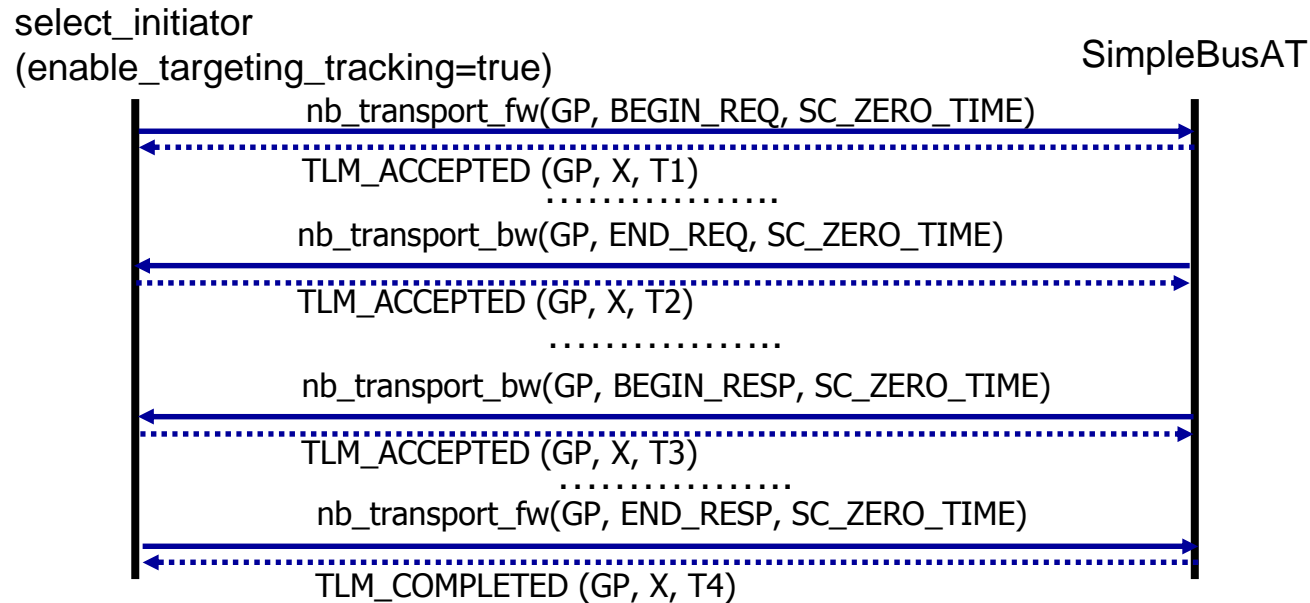 select_initiator
(enable_targeting_tracking=true)
SimpleBusAT
nb_transport_fw(GP, BEGIN_REQ, SC_ZERO_TIME)
TLM_ACCEPTED (GP, X, T1)
.................
nb_transport_bw(GP, END_REQ, SC_ZERO_TIME)
TLM_ACCEPTED (GP, X, T2)
.................
nb_transport_bw(GP, BEGIN_RESP, SC_ZERO_TIME)
TLM_ACCEPTED (GP, X, T3)
.................
nb_transport_fw(GP, END_RESP, SC_ZERO_TIME)
TLM_COMPLETED (GP, X, T4)